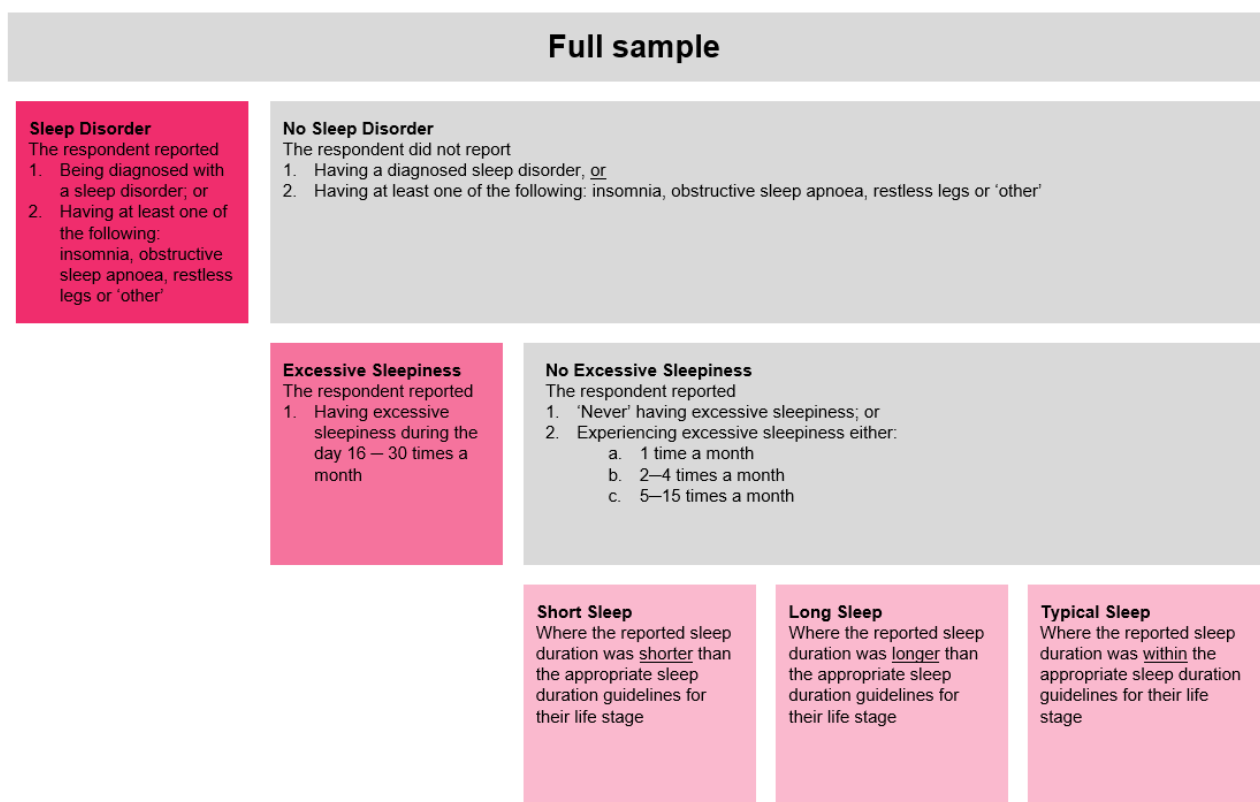 Full sample
Sleep Disorder
The respondent reported
1. Being diagnosed with
a sleep disorder; or
2. Having at least one of
the following:
insomnia, obstructive
sleep apnoea, restless
legs or ‘other’
No Sleep Disorder
The respondent did not report
1. Having a diagnosed sleep disorder, or
2. Having at least one of the following: insomnia, obstructive sleep apnoea, restless legs or ‘other’
Excessive Sleepiness
The respondent reported
1. Having excessive
sleepiness during the
day 16 – 30 times a
month
No Excessive Sleepiness
The respondent reported
1. ‘Never’ having excessive sleepiness; or
2. Experiencing excessive sleepiness either:
a. 1 time a month
b. 2–4 times a month
c. 5–15 times a month
Short Sleep
Where the reported sleep
duration was shorter than
the appropriate sleep
duration guidelines for
their life stage
Long Sleep
Where the reported sleep
duration was longer than
the appropriate sleep
duration guidelines for
their life stage
Typical Sleep
Where the reported sleep
duration was within the
appropriate sleep duration
guidelines for their life
stage